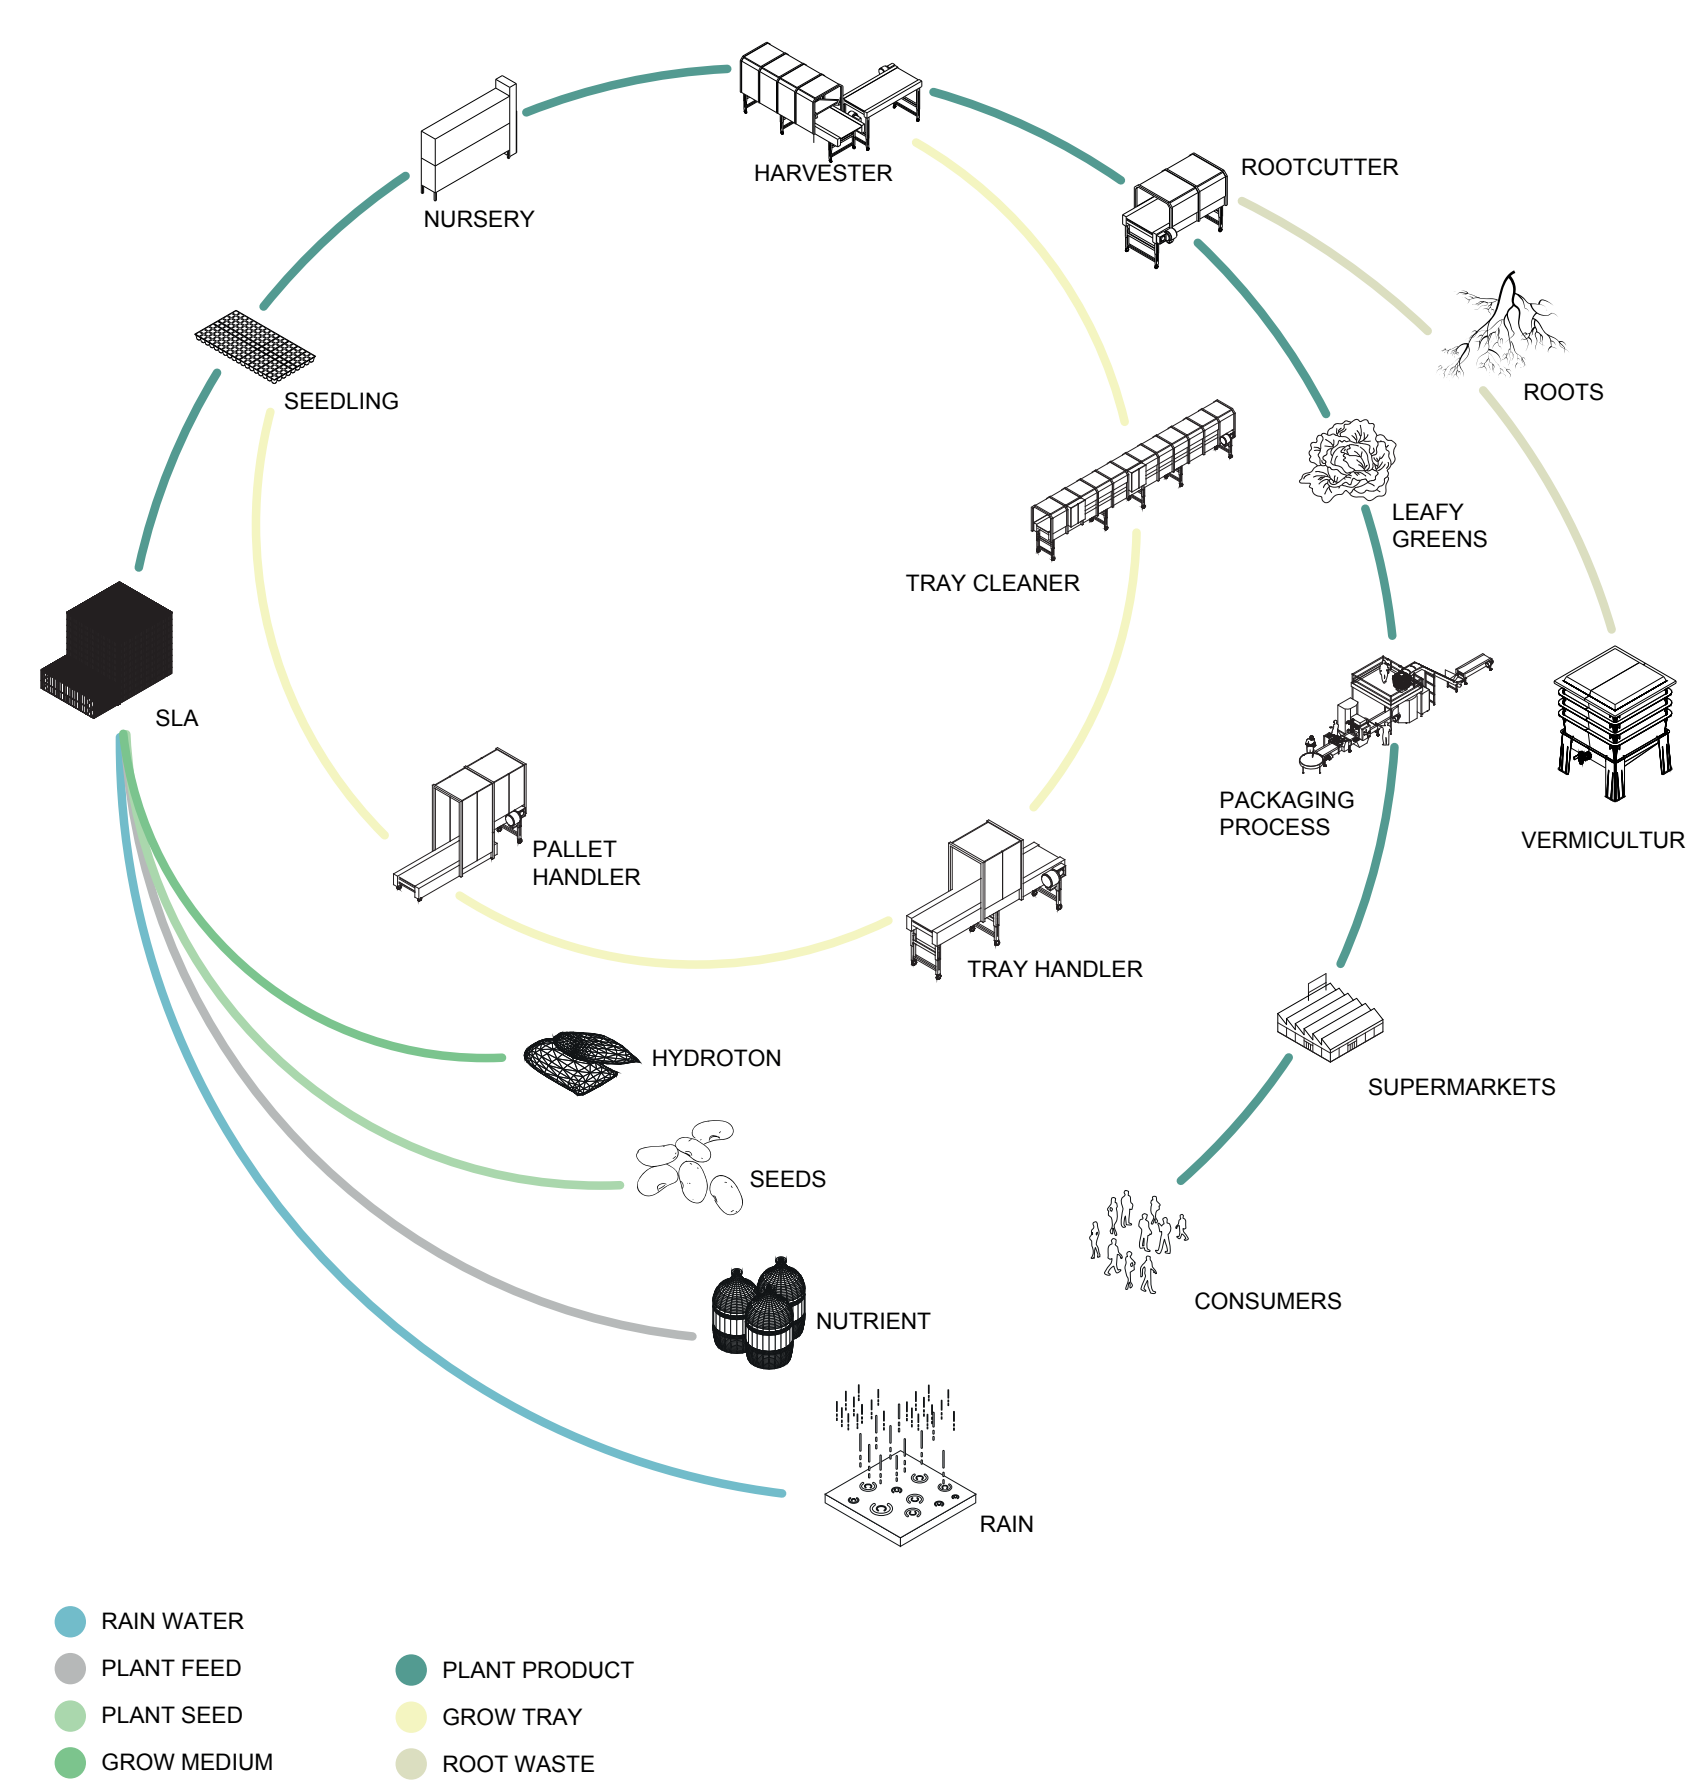 HARVESTER
ROOTCUTTER
NURSERY
ROOTS
SEEDLING
LEAFY
GREENS
TRAY CLEANER
SLA
PACKAGING
PROCESS
VERMICULTUR
PALLET
HANDLER
TRAY HANDLER
HYDROTON
SUPERMARKETS
SEEDS
CONSUMERS
NUTRIENT
RAIN
RAIN WATER
PLANT FEED
PLANT SEED
GROW MEDIUM
PLANT PRODUCT
GROW TRAY
ROOT WASTE